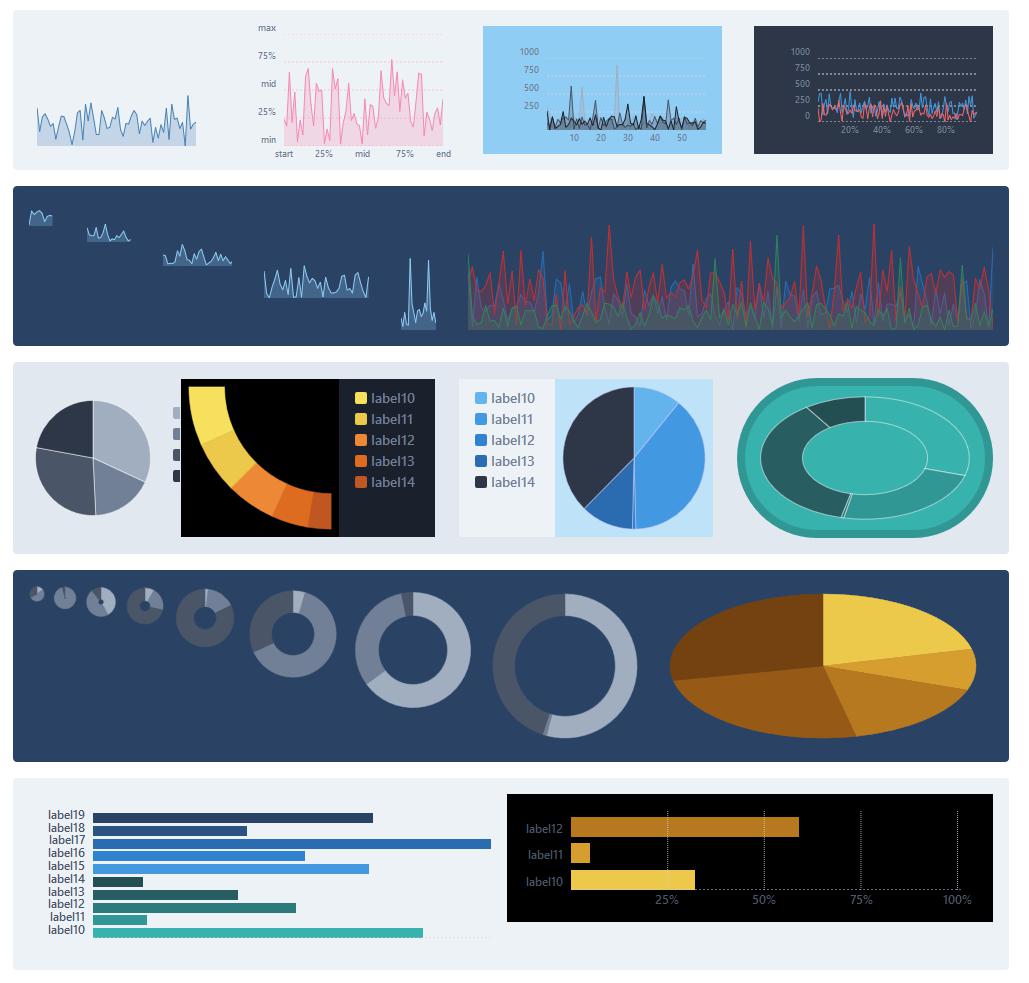 max
75%
mid
25%
min
start 25% mid 75% end
1000
750
500
250
10 20 30 40 50
1000
750
500
250
0
20% 40% 60% 80%
label10
label11
label12
label13
label14
label10
label11
label12
label13
label14
label19
label18
label17
label16
label15
label14
label13
label12
label11
label10
label12
label11
label10
25% 50% 75% 100%